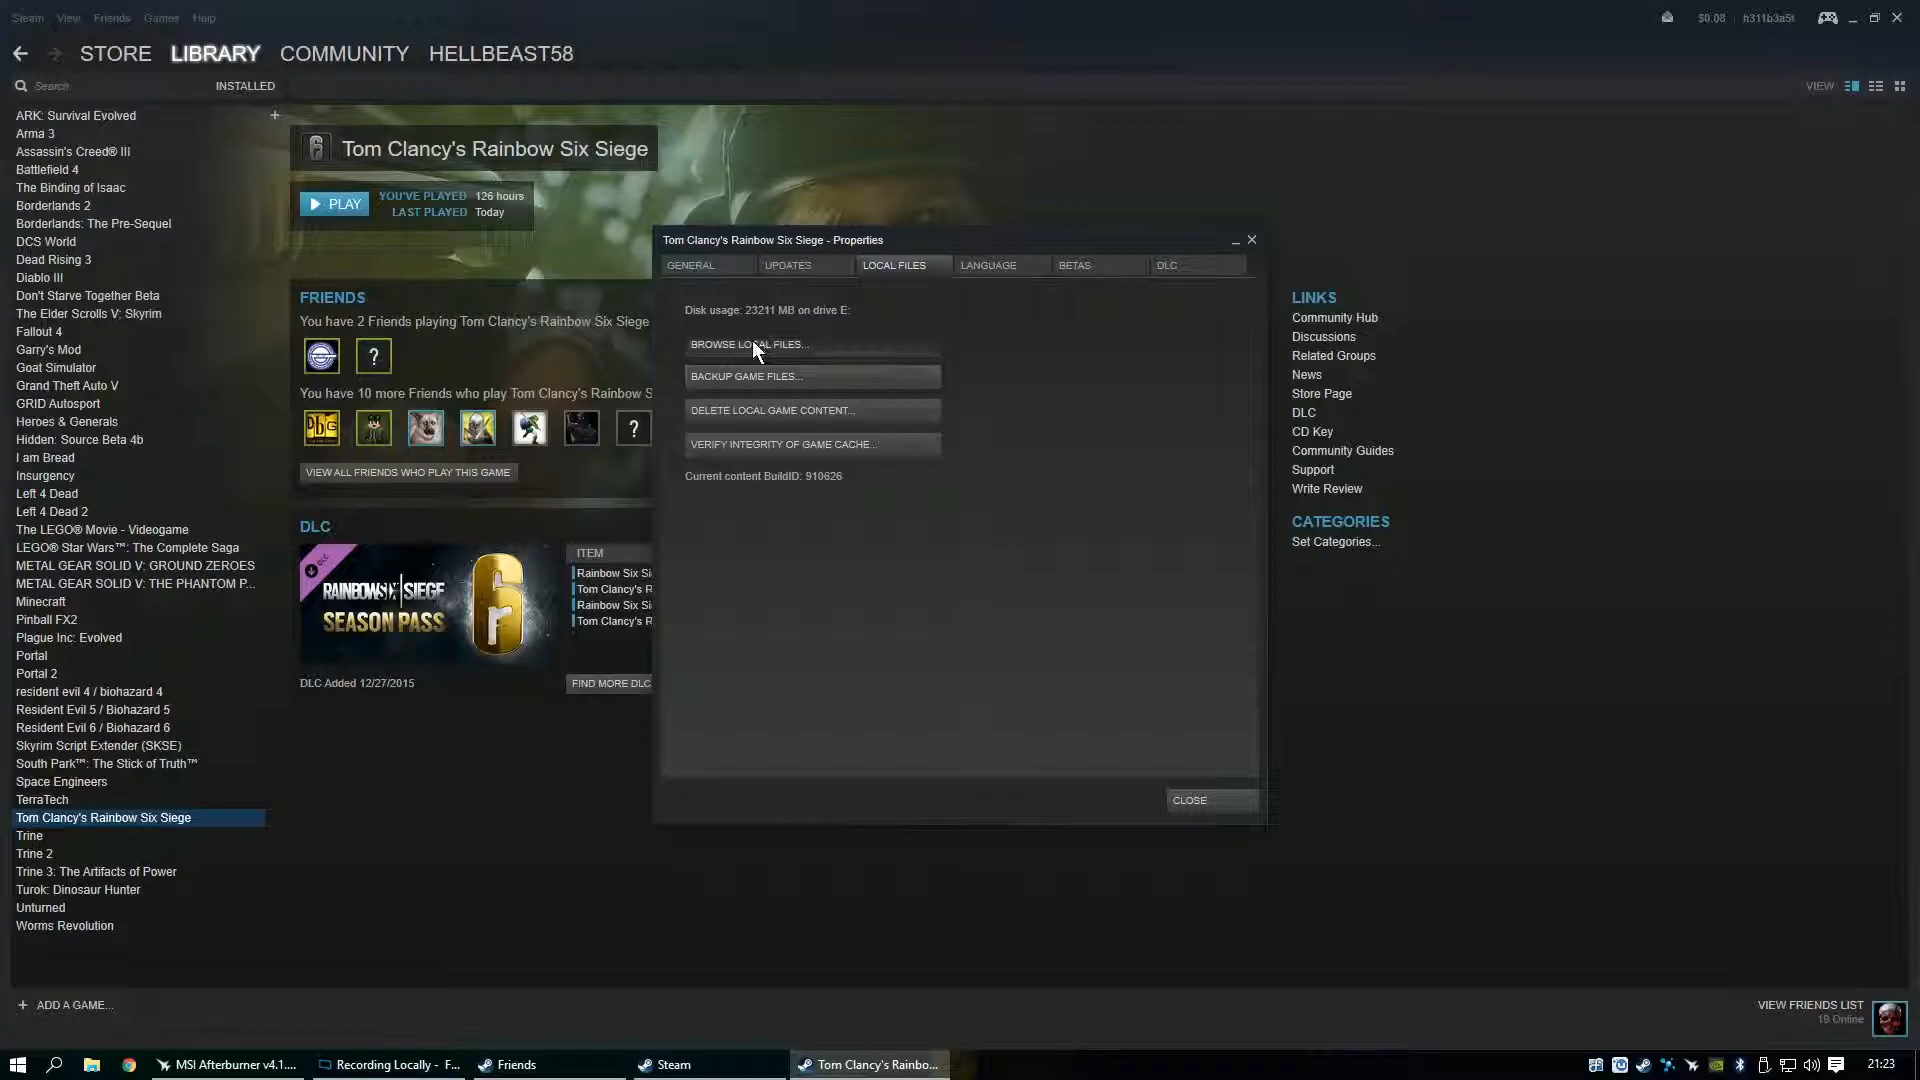 Steam View Friends Games Help
$0.08 h311b3a5t
STORE LIBRARY COMMUNITY HELLBEAST58
Search INSTALLED VIEW
ARK: Survival Evolved
Arma 3
Assassin's Creed® III
Battlefield 4
The Binding of Isaac
Borderlands 2
Borderlands: The Pre-Sequel
DCS World
Dead Rising 3
Diablo III
Don't Starve Together Beta
The Elder Scrolls V: Skyrim
Fallout 4
Garry's Mod
Goat Simulator
Grand Theft Auto V
GRID Autosport
Heroes & Generals
Hidden: Source Beta 4b
I am Bread
Insurgency
Left 4 Dead
Left 4 Dead 2
The LEGO® Movie - Videogame
LEGO® Star Wars™: The Complete Saga
METAL GEAR SOLID V: GROUND ZEROES
METAL GEAR SOLID V: THE PHANTOM P...
Minecraft
Pinball FX2
Plague Inc: Evolved
Portal
Portal 2
resident evil 4 / biohazard 4
Resident Evil 5 / Biohazard 5
Resident Evil 6 / Biohazard 6
Skyrim Script Extender (SKSE)
South Park™: The Stick of Truth™
Space Engineers
TerraTech
Tom Clancy's Rainbow Six Siege
Trine
Trine 2
Trine 3: The Artifacts of Power
Turok: Dinosaur Hunter
Unturned
Worms Revolution
+ ADD A GAME...
Tom Clancy's Rainbow Six Siege
PLAY
YOU'VE PLAYED 126 hours
LAST PLAYED Today
FRIENDS
You have 2 Friends playing Tom Clancy's Rainbow Six Siege
?
You have 10 more Friends who play Tom Clancy's Rainbow S
?
VIEW ALL FRIENDS WHO PLAY THIS GAME
DLC
DLC
RAINBOW SIX SIEGE
SEASON PASS
DLC Added 12/27/2015
ITEM
Rainbow Six Si
Tom Clancy's R
Rainbow Six Si
Tom Clancy's R
FIND MORE DLC
Tom Clancy's Rainbow Six Siege - Properties
GENERAL UPDATES LOCAL FILES LANGUAGE BETAS DLC
Disk usage: 23211 MB on drive E:
BROWSE LOCAL FILES...
BACKUP GAME FILES...
DELETE LOCAL GAME CONTENT...
VERIFY INTEGRITY OF GAME CACHE...
Current content BuildID: 910626
CLOSE
LINKS
Community Hub
Discussions
Related Groups
News
Store Page
DLC
CD Key
Community Guides
Support
Write Review
CATEGORIES
Set Categories...
VIEW FRIENDS LIST
19 Online
MSI Afterburner v4.1.... Recording Locally - F... Friends Steam Tom Clancy's Rainbo... 21:23